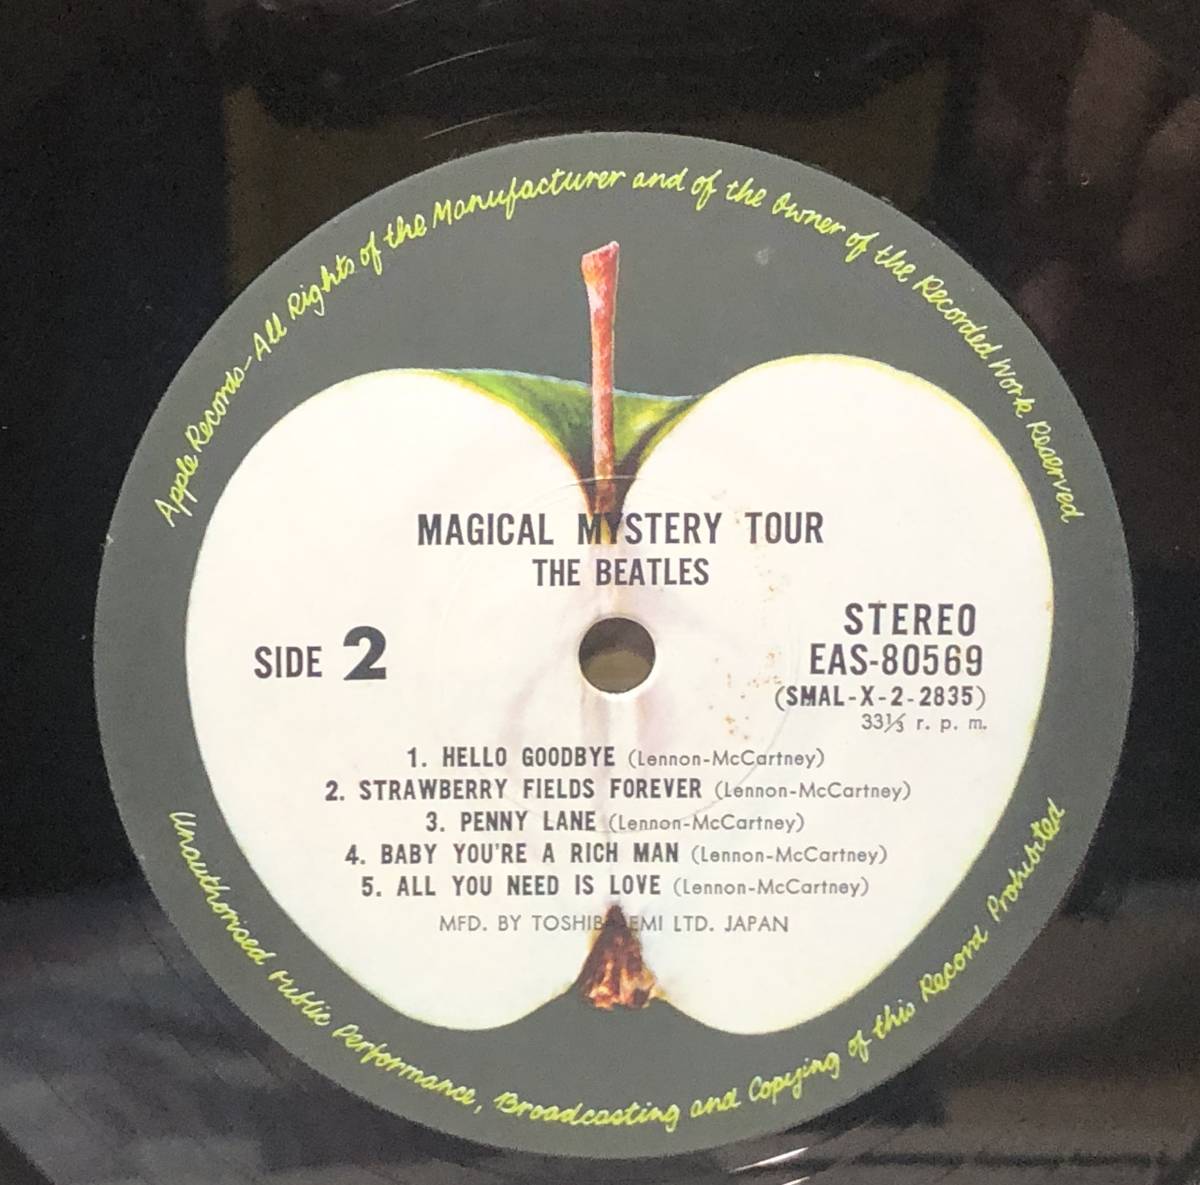 Apple Records-All Rights of the Manufacturer and of the Owner of the Recorded Work Reserved
MAGICAL MYSTERY TOUR
THE BEATLES
SIDE 2
STEREO
EAS-80569
(SMAL-X-2-2835)
33⅓ r. p. m.
1. HELLO GOODBYE (Lennon-McCartney)
2. STRAWBERRY FIELDS FOREVER (Lennon-McCartney)
3. PENNY LANE (Lennon-McCartney)
4. BABY YOU'RE A RICH MAN (Lennon-McCartney)
5. ALL YOU NEED IS LOVE (Lennon-McCartney)
MFD. BY TOSHIBA-EMI LTD. JAPAN
Unauthorised Public Performance, Broadcasting and Copying of this Record Prohibited